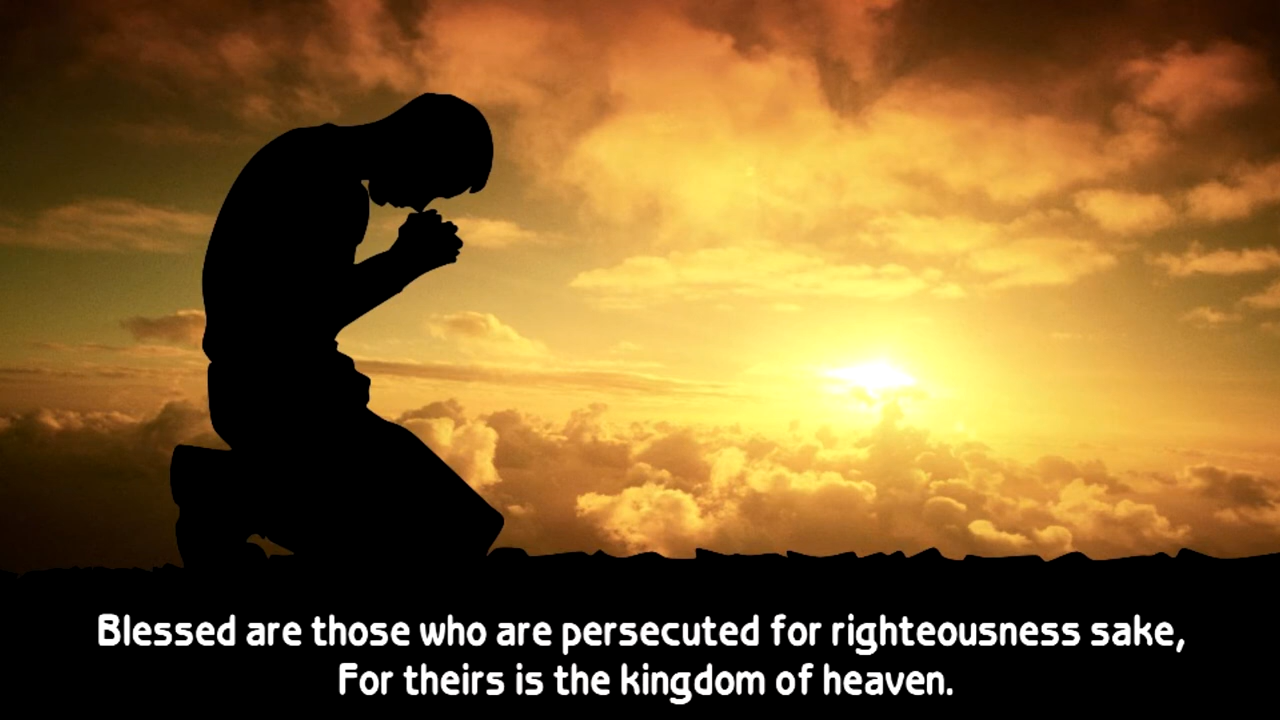 Blessed are those who are persecuted for righteousness sake,
For theirs is the kingdom of heaven.